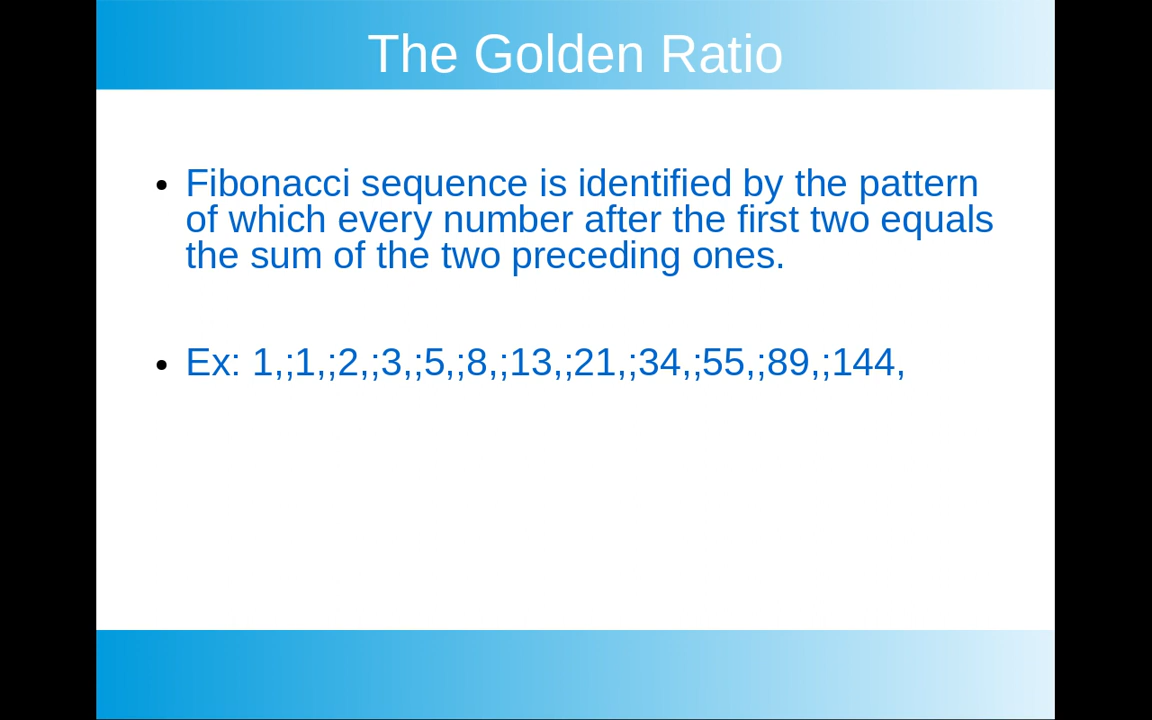 The Golden Ratio
• Fibonacci sequence is identified by the pattern
of which every number after the first two equals
the sum of the two preceding ones.
• Ex: 1,;1,;2,;3,;5,;8,;13,;21,;34,;55,;89,;144,